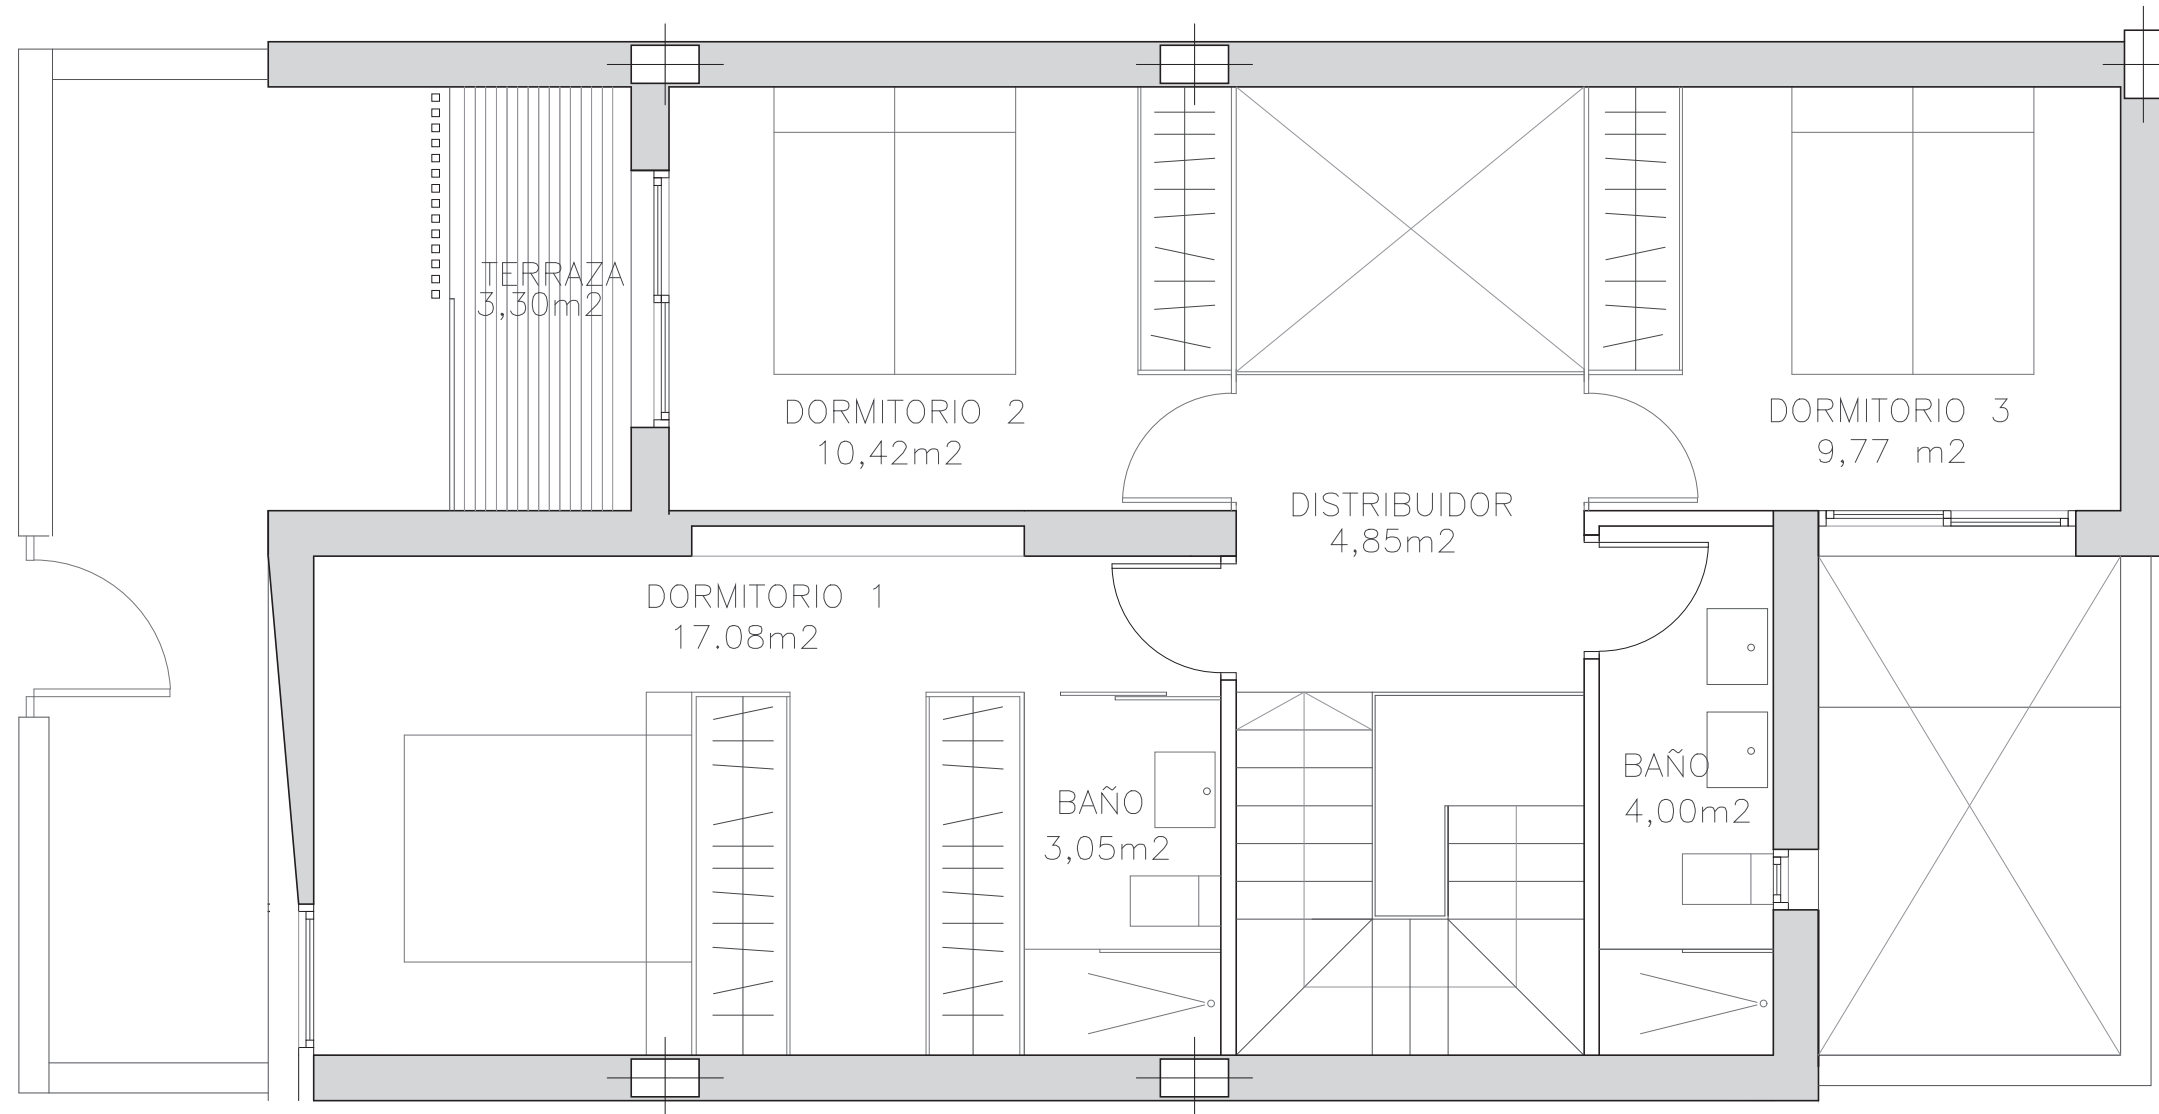 TERRAZA
3,30m2
DORMITORIO 2
10,42m2
DORMITORIO 3
9,77 m2
DISTRIBUIDOR
4,85m2
DORMITORIO 1
17.08m2
BAÑO
3,05m2
BAÑO
4,00m2